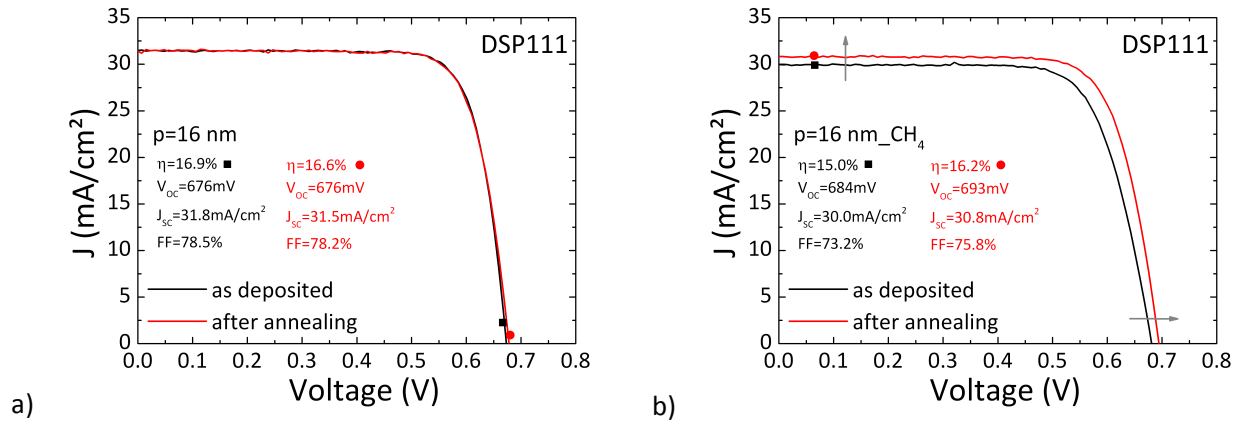 35
30
25
20
15
10
5
0
J (mA/cm²)
DSP111
p=16 nm
η=16.9% η=16.6%
V_OC=676mV V_OC=676mV
J_SC=31.8mA/cm² J_SC=31.5mA/cm²
FF=78.5% FF=78.2%
as deposited
after annealing
0.0 0.1 0.2 0.3 0.4 0.5 0.6 0.7 0.8
Voltage (V)
a)
35
30
25
20
15
10
5
0
J (mA/cm²)
DSP111
p=16 nm_CH₄
η=15.0% η=16.2%
V_OC=684mV V_OC=693mV
J_SC=30.0mA/cm² J_SC=30.8mA/cm²
FF=73.2% FF=75.8%
as deposited
after annealing
0.0 0.1 0.2 0.3 0.4 0.5 0.6 0.7 0.8
Voltage (V)
b)